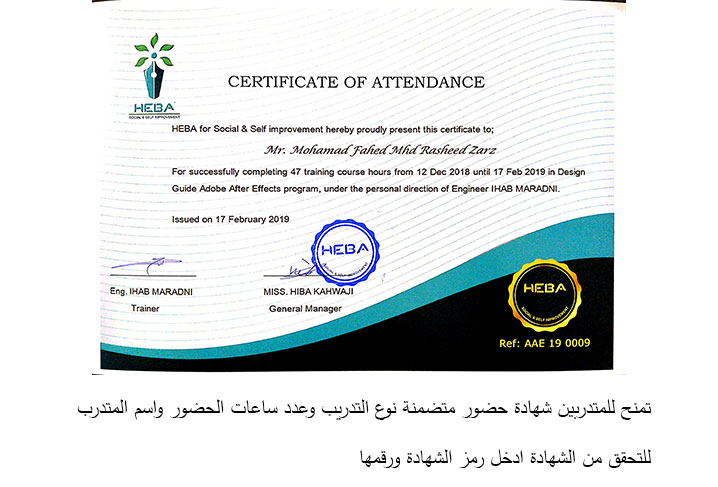 HEBA
SOCIAL & SELF IMPROVEMENT
CERTIFICATE OF ATTENDANCE
HEBA for Social & Self improvement hereby proudly present this certificate to;
Mr. Mohamad Fahed Mhd Rasheed Zarz
For successfully completing 47 training course hours from 12 Dec 2018 until 17 Feb 2019 in Design
Guide Adobe After Effects program, under the personal direction of Engineer IHAB MARADNI.
Issued on 17 February 2019
HEBA
Eng. IHAB MARADNI
Trainer
MISS. HIBA KAHWAJI
General Manager
HEBA
SOCIAL & SELF IMPROVEMENT
Ref: AAE 19 0009
تمنح للمتدربين شهادة حضور متضمنة نوع التدريب وعدد ساعات الحضور واسم المتدرب
للتحقق من الشهادة ادخل رمز الشهادة ورقمها